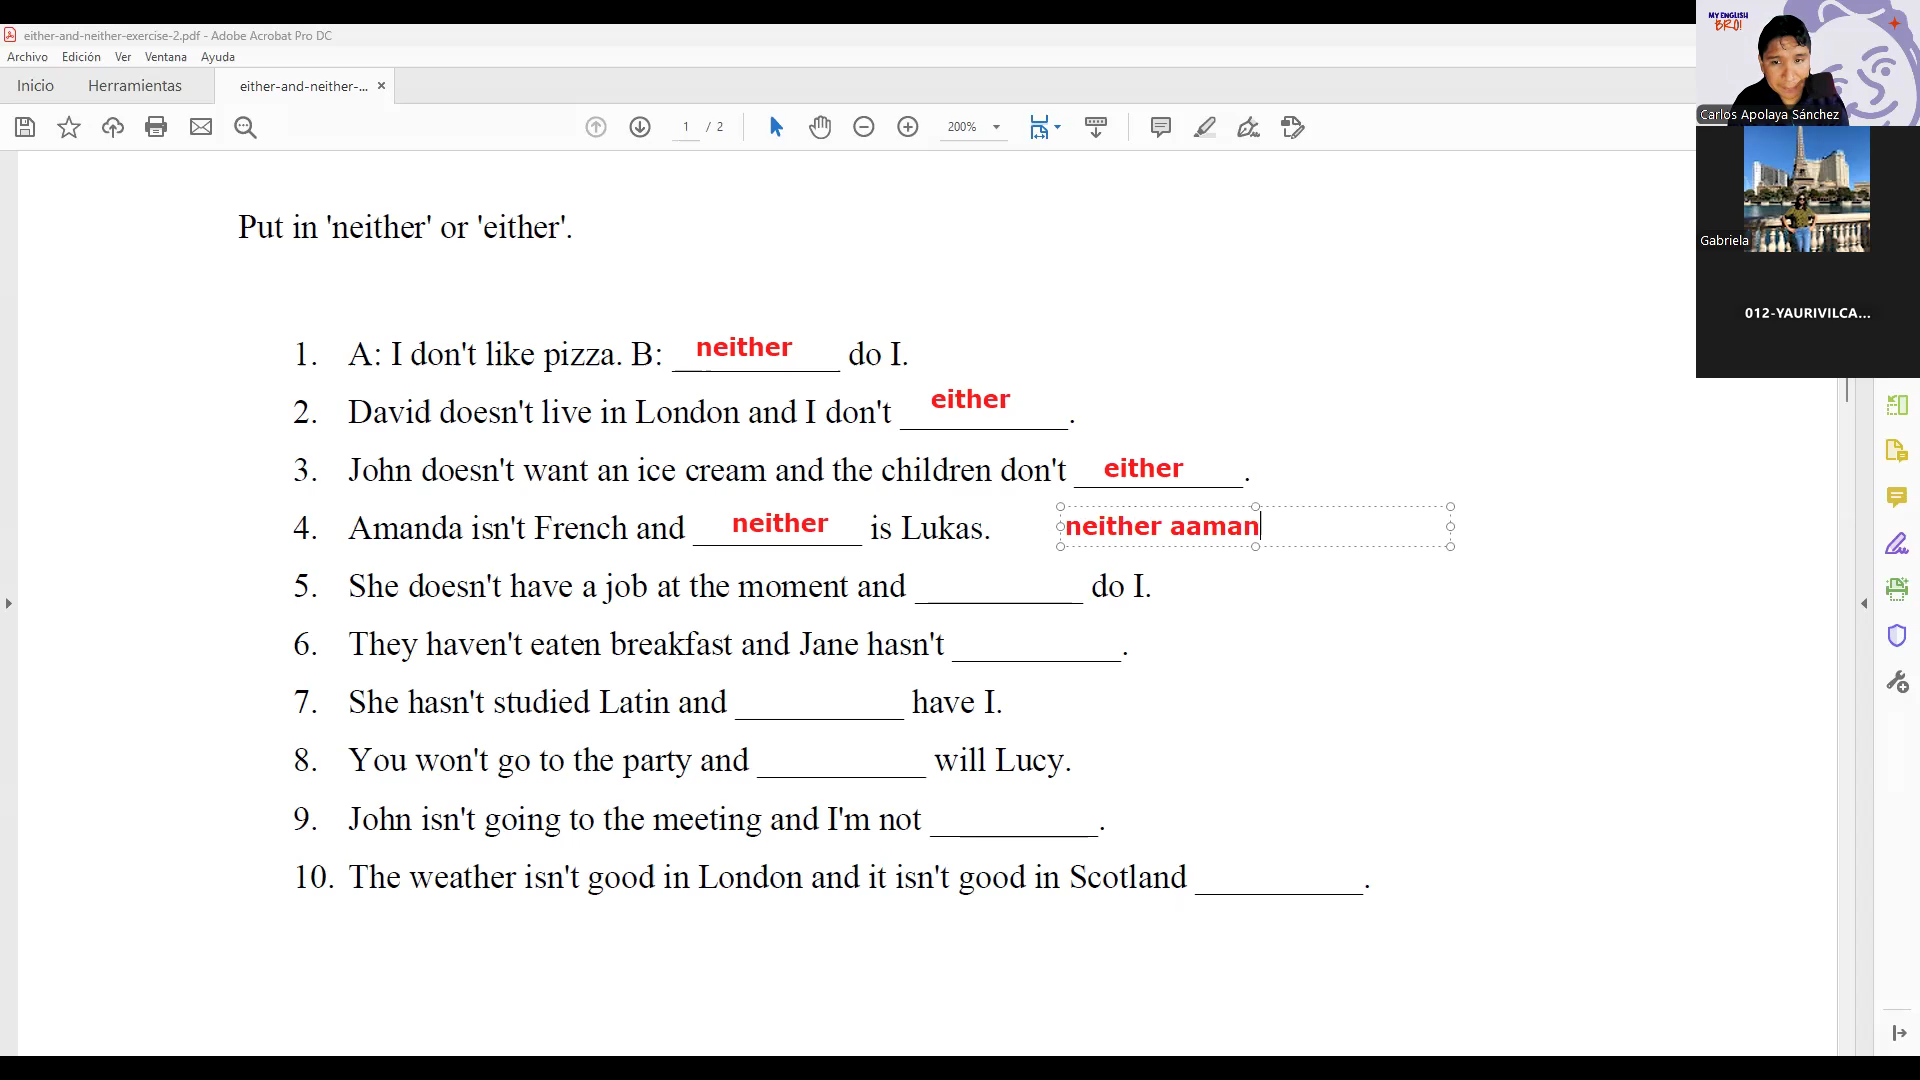 either-and-neither-exercise-2.pdf - Adobe Acrobat Pro DC
Archivo Edición Ver Ventana Ayuda
Inicio Herramientas either-and-neither-... ×
1 / 2 200%
MY ENGLISH
BRO!
Carlos Apolaya Sánchez
Gabriela
012-YAURIVILCA...
Put in 'neither' or 'either'.
1. A: I don't like pizza. B: neither do I.
2. David doesn't live in London and I don't either.
3. John doesn't want an ice cream and the children don't either.
4. Amanda isn't French and neither is Lukas. neither aaman
5. She doesn't have a job at the moment and __________ do I.
6. They haven't eaten breakfast and Jane hasn't __________.
7. She hasn't studied Latin and __________ have I.
8. You won't go to the party and __________ will Lucy.
9. John isn't going to the meeting and I'm not __________.
10. The weather isn't good in London and it isn't good in Scotland __________.